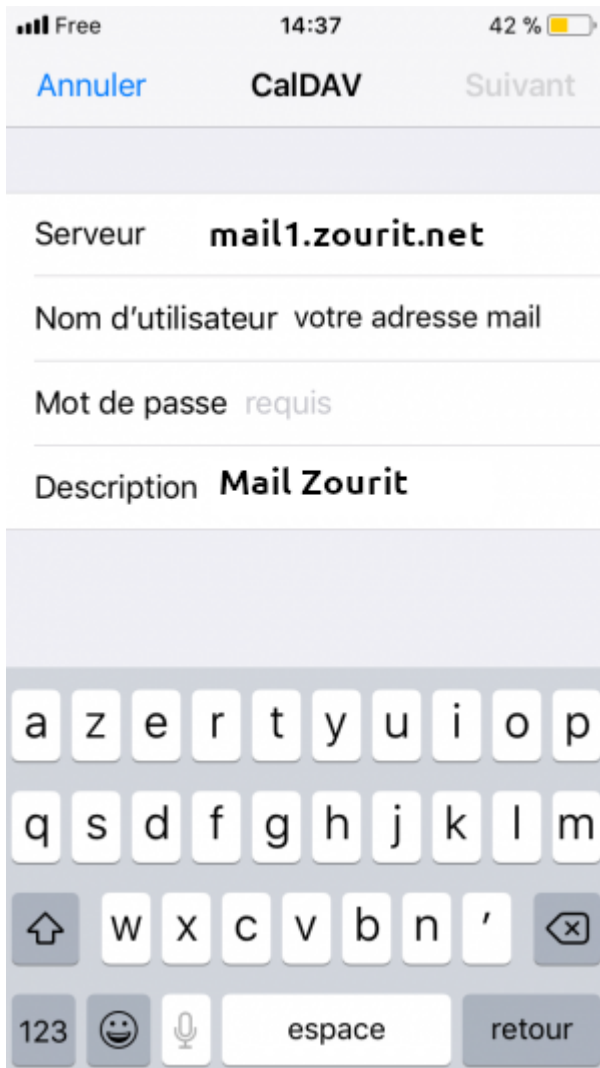 Free 14:37 42 %
Annuler CalDAV Suivant
Serveur mail1.zourit.net
Nom d’utilisateur votre adresse mail
Mot de passe requis
Description Mail Zourit
a z e r t y u i o p
q s d f g h j k l m
w x c v b n ’
123 espace retour